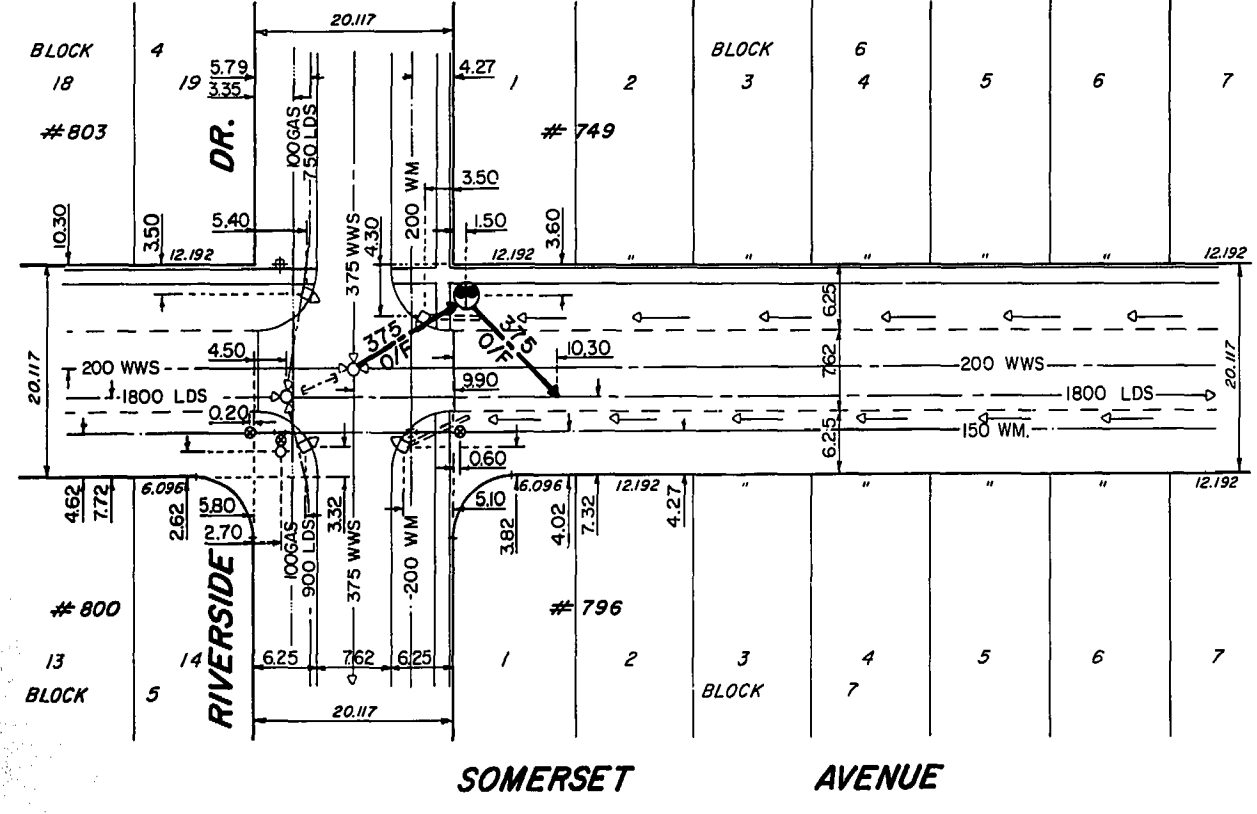 20.117
BLOCK 4
BLOCK 6
18 19 5.79 4.27 1 2 3 4 5 6 7
3.35
#803
DR.
100 GAS
750 LDS
200 WM
#749
3.50
1.50
5.40
10.30
3.50
375 WWS
4.30
3.60
12.192 12.192 " " " " 12.192
375
O/F
375
O/F
6.25
4.50
200 WWS
10.30
7.62
200 WWS
20.117
20.117
1800 LDS
9.90
1800 LDS
0.20
150 WM.
6.25
0.60
6.096 6.096 12.192 " " " 12.192
4.62
7.72
2.62
5.80
3.32
5.10
3.82
4.02
7.32
4.27
2.70
100 GAS
900 LDS
375 WWS
200 WM
#800
#796
RIVERSIDE
13 14 6.25 7.62 6.25 1 2 3 4 5 6 7
BLOCK 5
BLOCK 7
20.117
SOMERSET AVENUE